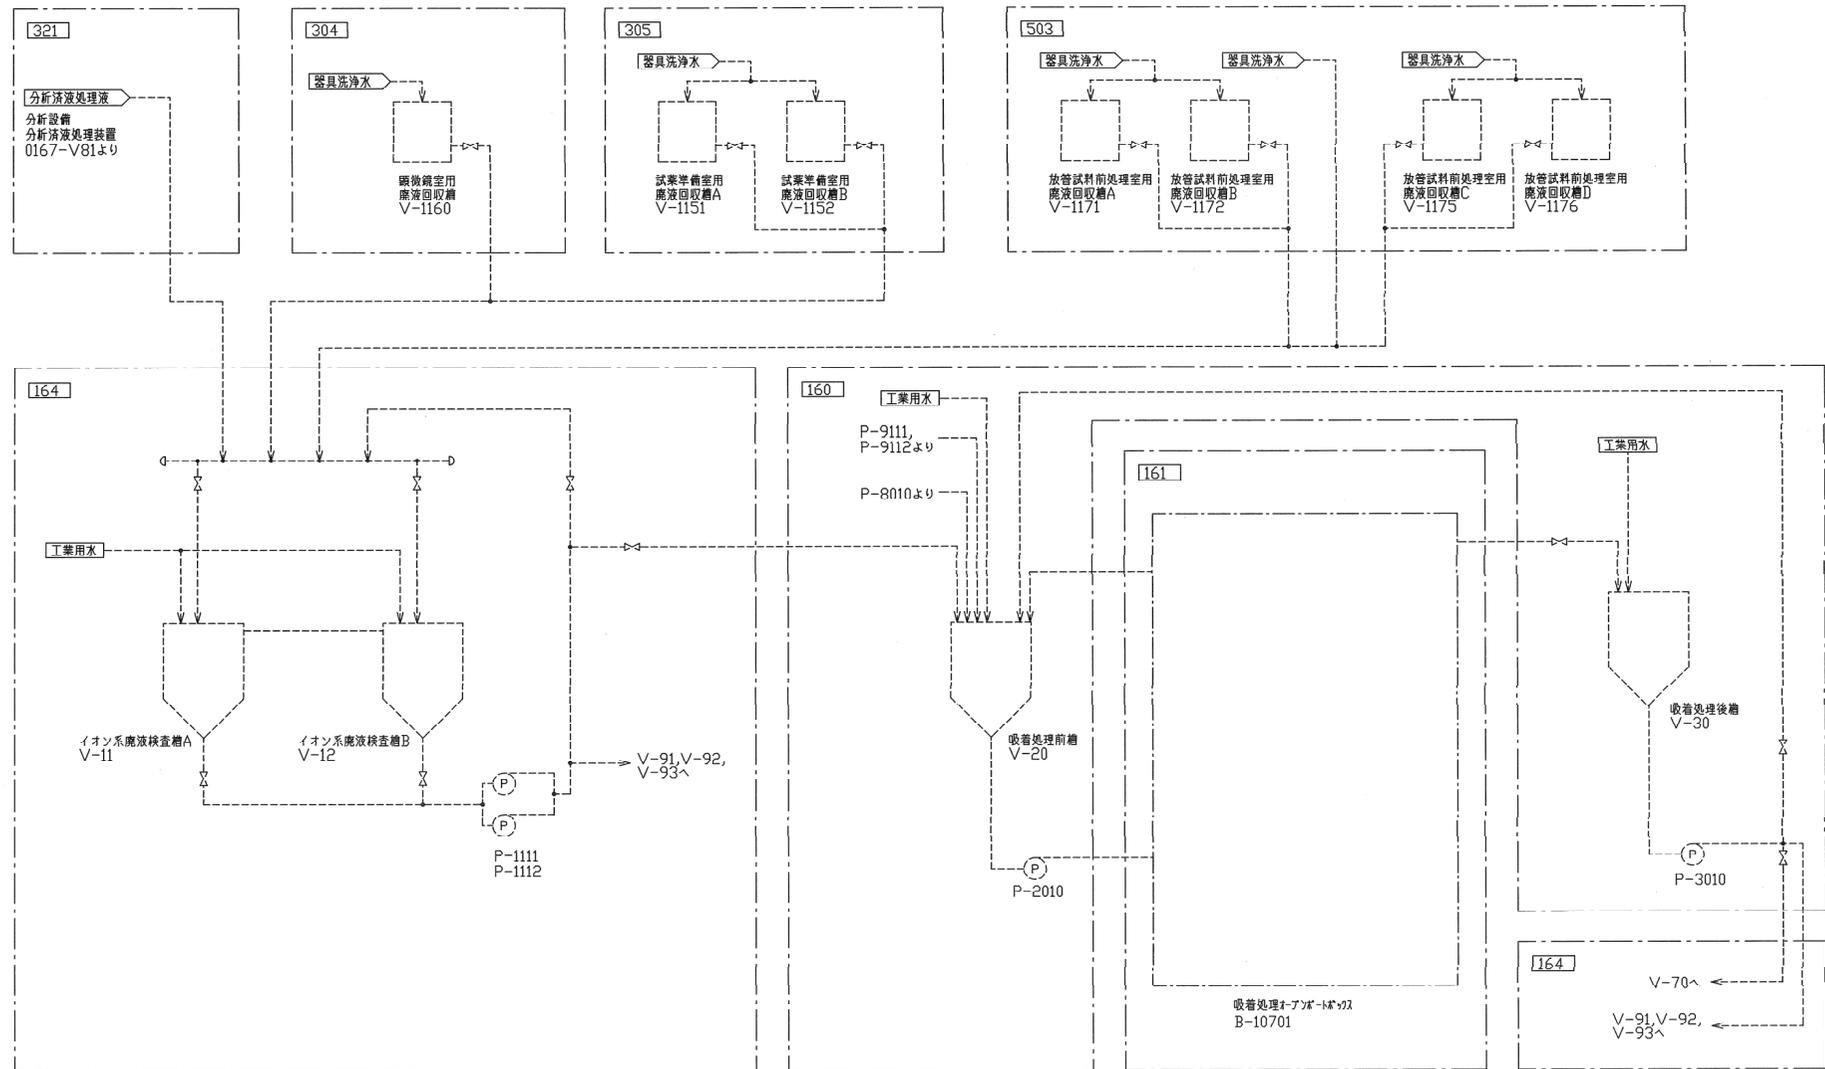 321
分析済液処理液
分析設備
分析済液処理装置
0167-V81より
304
器具洗浄水
顕微鏡室用
廃液回収槽
V-1160
305
器具洗浄水
試薬準備室用
廃液回収槽A
V-1151
試薬準備室用
廃液回収槽B
V-1152
503
器具洗浄水
器具洗浄水
器具洗浄水
放管試料前処理室用
廃液回収槽A
V-1171
放管試料前処理室用
廃液回収槽B
V-1172
放管試料前処理室用
廃液回収槽C
V-1175
放管試料前処理室用
廃液回収槽D
V-1176
164
工業用水
イオン系廃液検査槽A
V-11
イオン系廃液検査槽B
V-12
P
P
P-1111
P-1112
V-91,V-92,
V-93へ
160
工業用水
P-9111,
P-9112より
P-8010より
吸着処理前槽
V-20
P
P-2010
161
吸着処理オープンポートボックス
B-10701
工業用水
吸着処理後槽
V-30
P
P-3010
164
V-70へ
V-91,V-92,
V-93へ